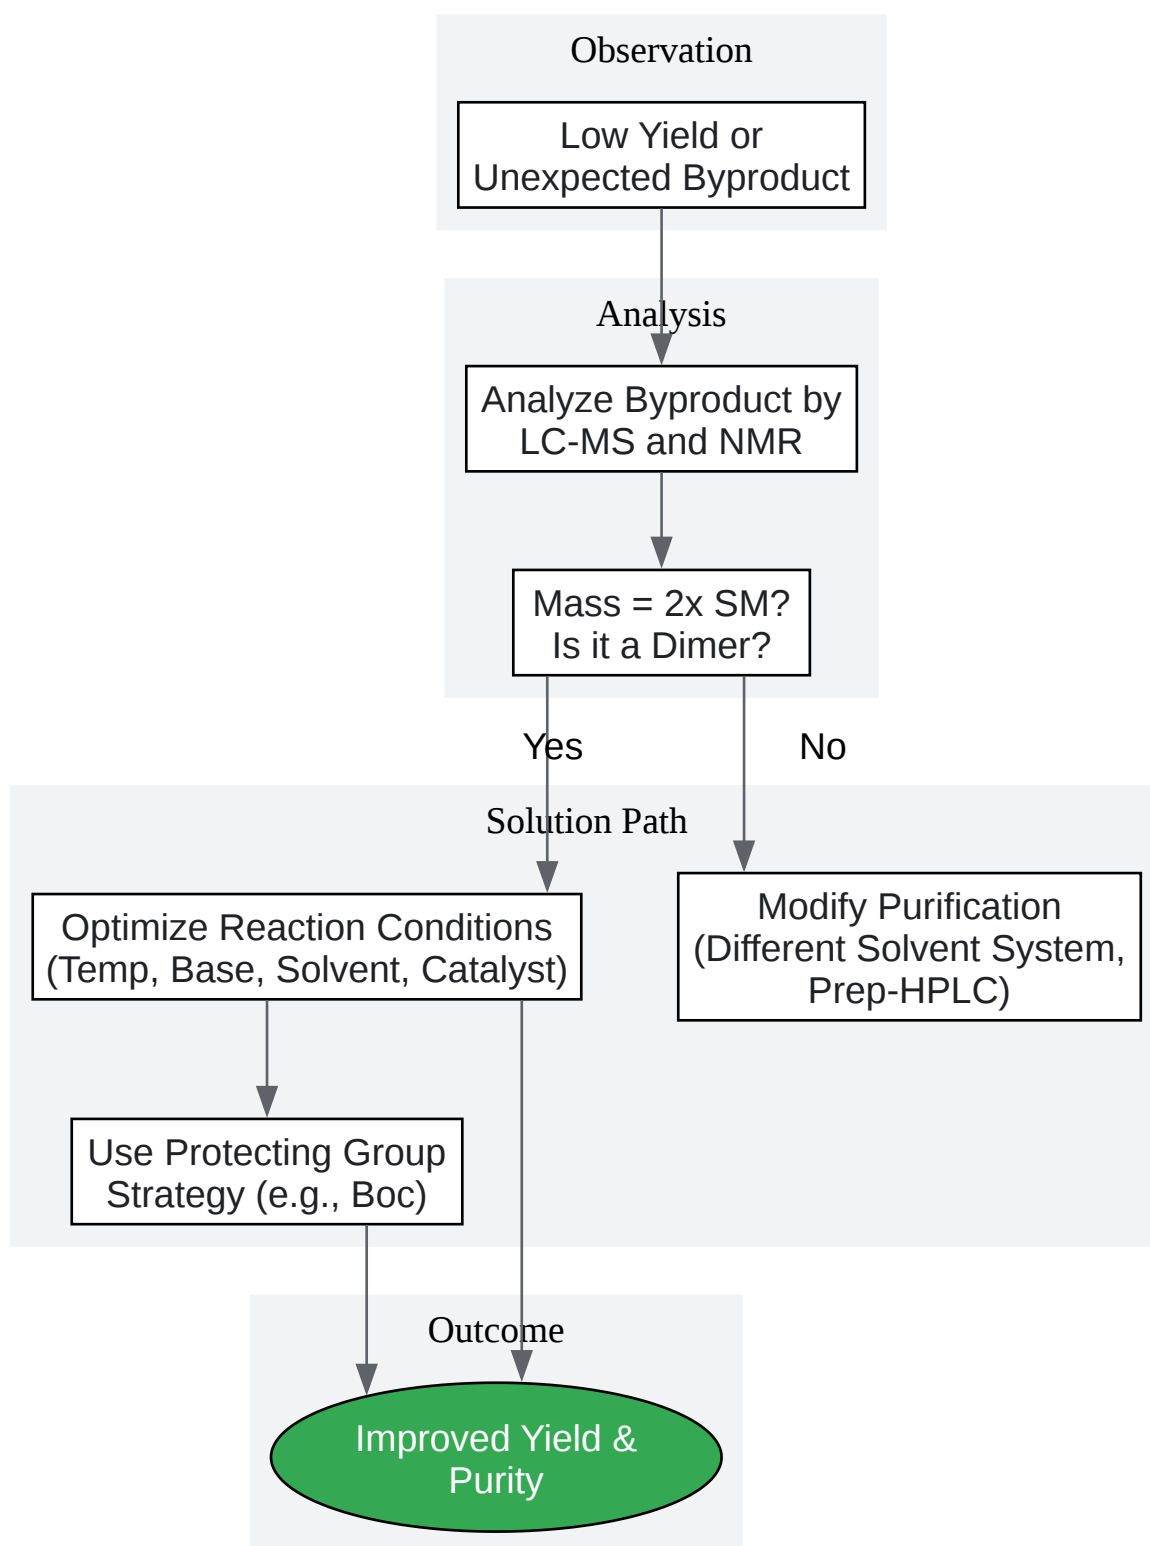 Observation
Low Yield or
Unexpected Byproduct
Analysis
Analyze Byproduct by
LC-MS and NMR
Mass = 2x SM?
Is it a Dimer?
Yes
No
Solution Path
Optimize Reaction Conditions
(Temp, Base, Solvent, Catalyst)
Modify Purification
(Different Solvent System,
Prep-HPLC)
Use Protecting Group
Strategy (e.g., Boc)
Outcome
Improved Yield &
Purity